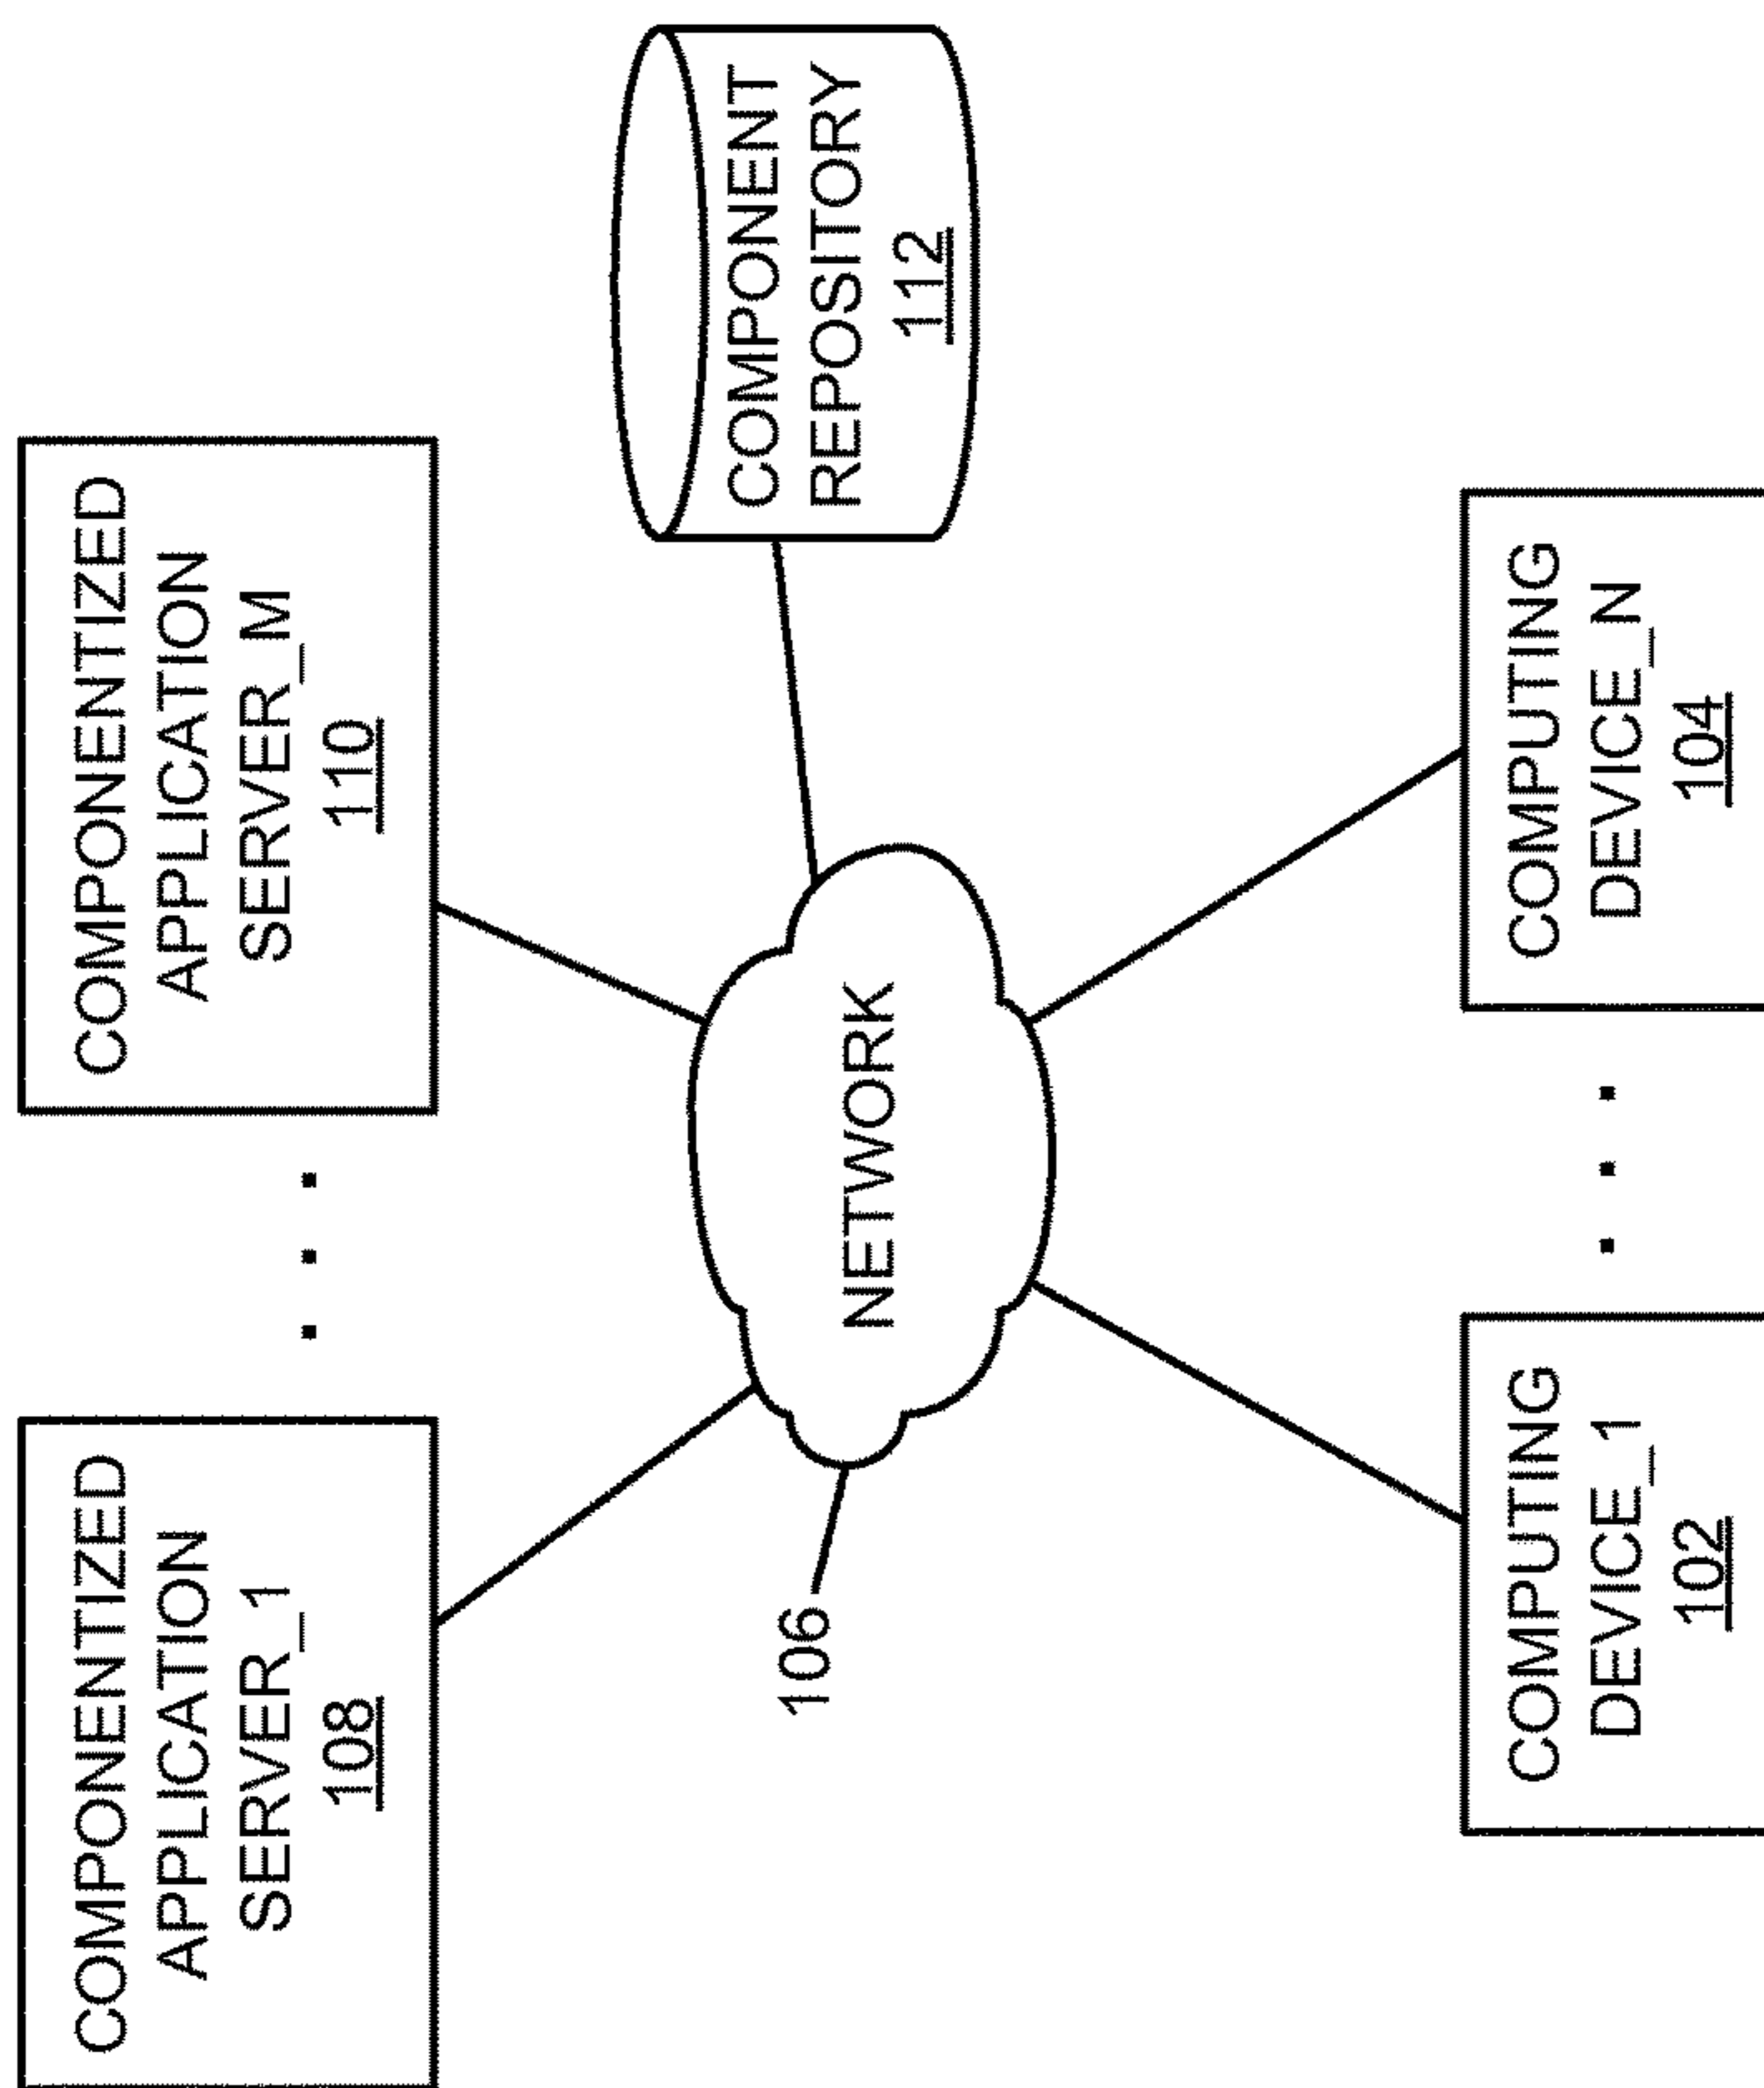 COMPONENTIZED
APPLICATION
SERVER_1
108
COMPONENTIZED
APPLICATION
SERVER_M
110
COMPONENT
REPOSITORY
112
NETWORK
106
COMPUTING
DEVICE_1
102
COMPUTING
DEVICE_N
104